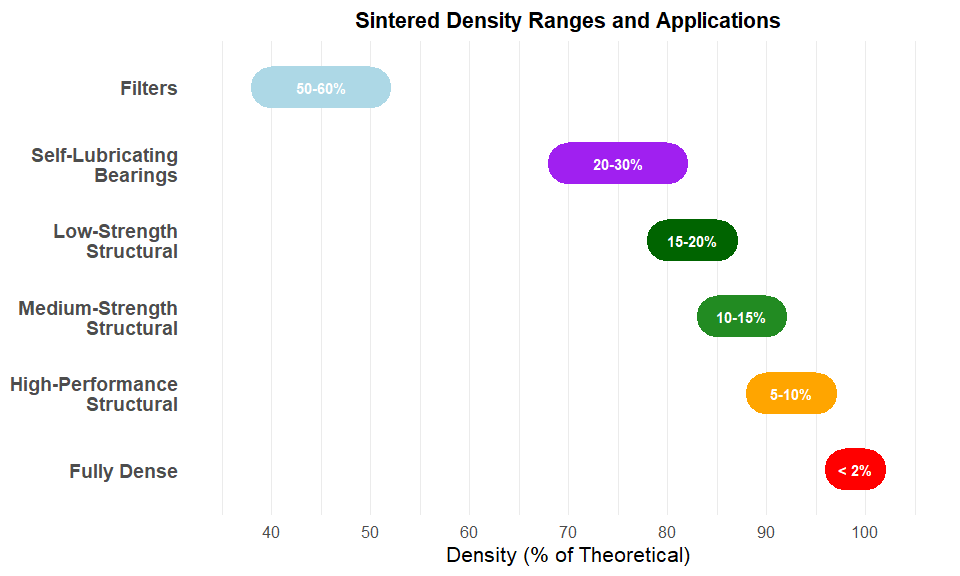 Sintered Density Ranges and Applications
Filters
50-60%
Self-Lubricating
Bearings
20-30%
Low-Strength
Structural
15-20%
Medium-Strength
Structural
10-15%
High-Performance
Structural
5-10%
Fully Dense
< 2%
40 50 60 70 80 90 100
Density (% of Theoretical)